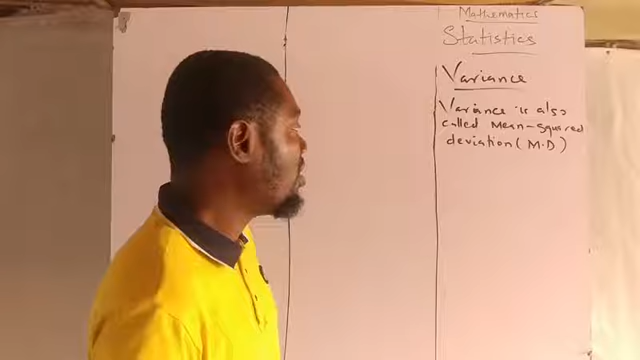 Mathematics
Statistics
Variance
Variance is also
called mean-squared
deviation (M.D)